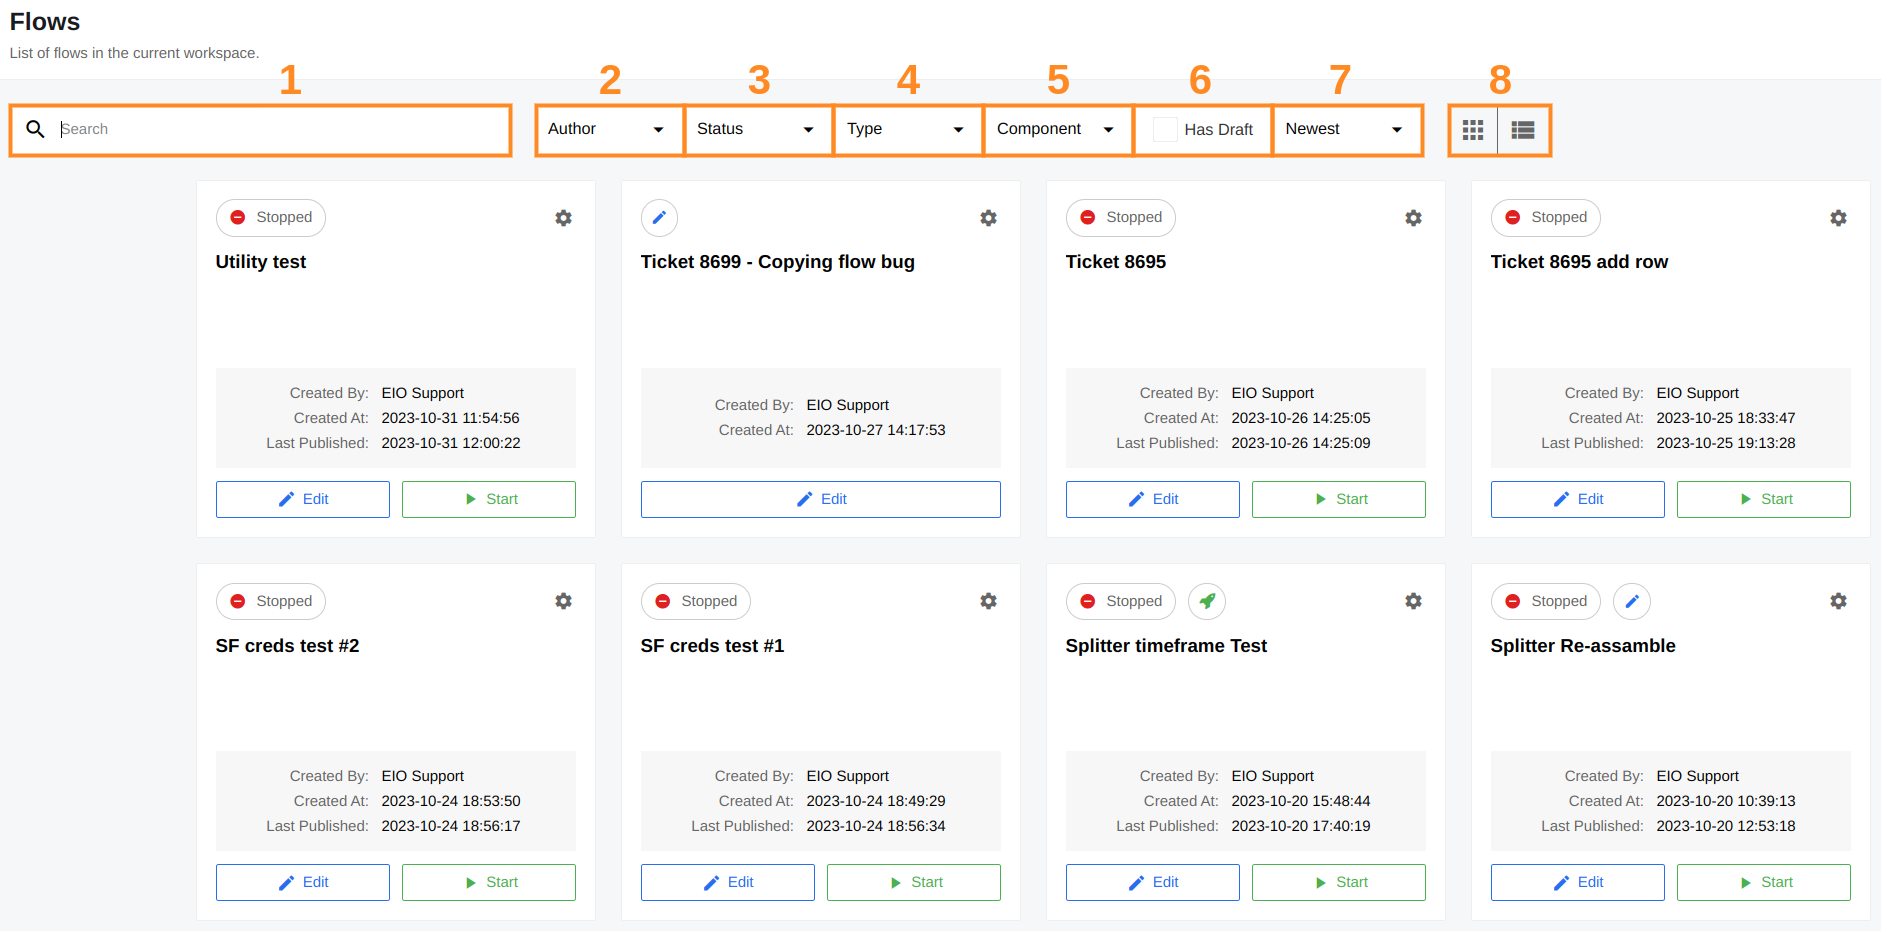 Flows
List of flows in the current workspace.
1 2 3 4 5 6 7 8
Search Author Status Type Component Has Draft Newest
Stopped Stopped Stopped
Utility test Ticket 8699 - Copying flow bug Ticket 8695 Ticket 8695 add row
Created By: EIO Support Created By: EIO Support Created By: EIO Support Created By: EIO Support
Created At: 2023-10-31 11:54:56 Created At: 2023-10-27 14:17:53 Created At: 2023-10-26 14:25:05 Created At: 2023-10-25 18:33:47
Last Published: 2023-10-31 12:00:22 Last Published: 2023-10-26 14:25:09 Last Published: 2023-10-25 19:13:28
Edit Start Edit Edit Start Edit Start
Stopped Stopped Stopped Stopped
SF creds test #2 SF creds test #1 Splitter timeframe Test Splitter Re-assamble
Created By: EIO Support Created By: EIO Support Created By: EIO Support Created By: EIO Support
Created At: 2023-10-24 18:53:50 Created At: 2023-10-24 18:49:29 Created At: 2023-10-20 15:48:44 Created At: 2023-10-20 10:39:13
Last Published: 2023-10-24 18:56:17 Last Published: 2023-10-24 18:56:34 Last Published: 2023-10-20 17:40:19 Last Published: 2023-10-20 12:53:18
Edit Start Edit Start Edit Start Edit Start